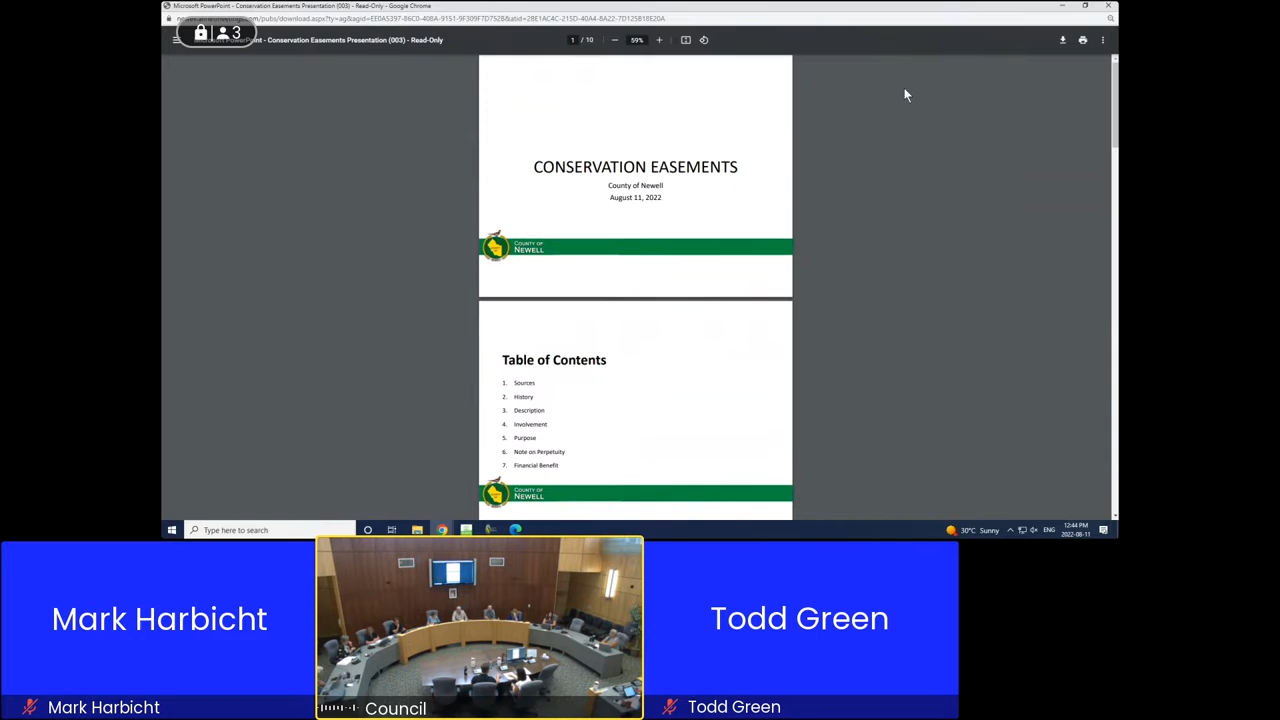 Microsoft PowerPoint - Conservation Easements Presentation (003) - Read-Only - Google Chrome
3
Microsoft PowerPoint - Conservation Easements Presentation (003) - Read-Only
1 / 10
59%
CONSERVATION EASEMENTS
County of Newell
August 11, 2022
COUNTY OF
NEWELL
Table of Contents
1. Sources
2. History
3. Description
4. Involvement
5. Purpose
6. Note on Perpetuity
7. Financial Benefit
COUNTY OF
NEWELL
Type here to search
30°C Sunny
ENG
12:44 PM
2022-08-11
Mark Harbicht
Todd Green
Mark Harbicht
Council
Todd Green